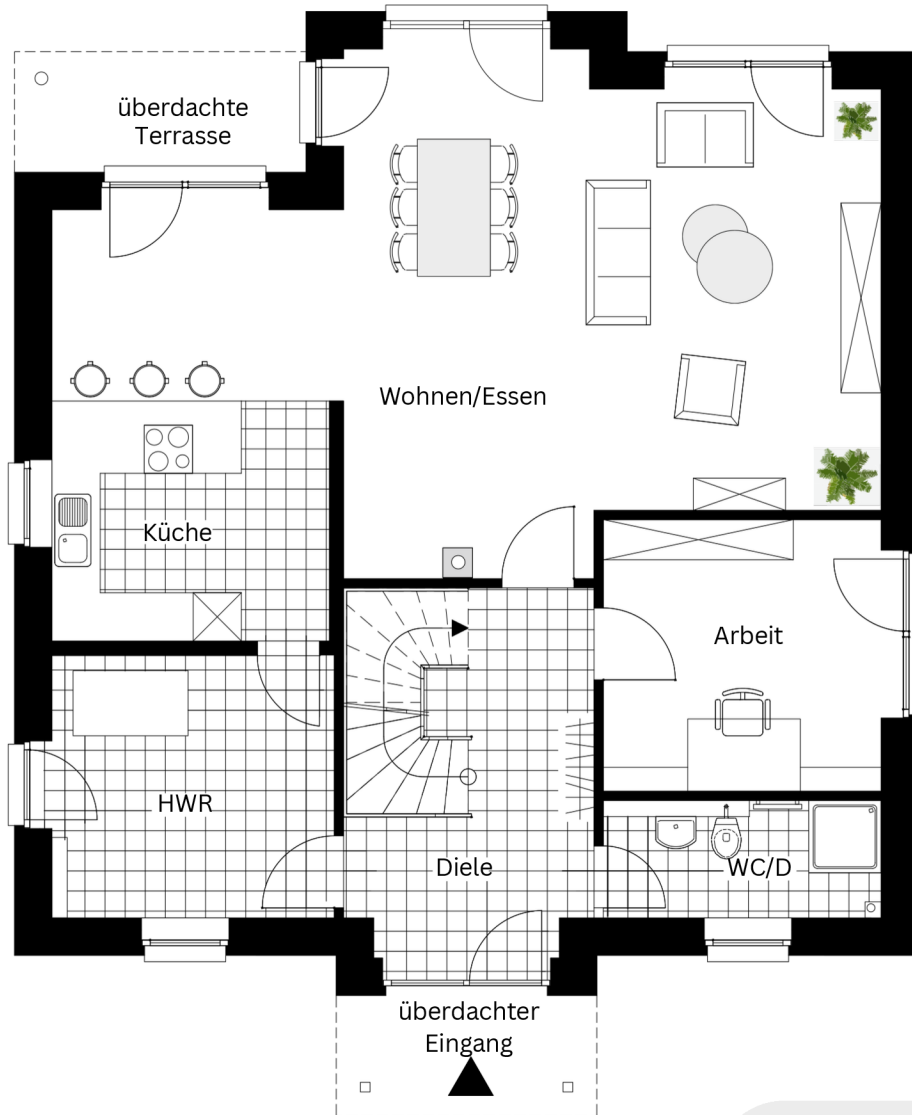 überdachte
Terrasse
Wohnen/Essen
Küche
Arbeit
HWR
Diele
WC/D
überdachter
Eingang